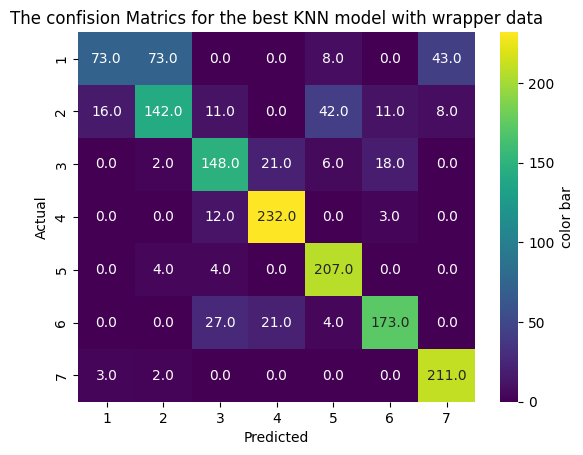 The confision Matrics for the best KNN model with wrapper data
1 73.0 73.0 0.0 0.0 8.0 0.0 43.0
2 16.0 142.0 11.0 0.0 42.0 11.0 8.0
3 0.0 2.0 148.0 21.0 6.0 18.0 0.0
4 0.0 0.0 12.0 232.0 0.0 3.0 0.0
5 0.0 4.0 4.0 0.0 207.0 0.0 0.0
6 0.0 0.0 27.0 21.0 4.0 173.0 0.0
7 3.0 2.0 0.0 0.0 0.0 0.0 211.0
1 2 3 4 5 6 7
Predicted
Actual
200
150
100
50
0
color bar